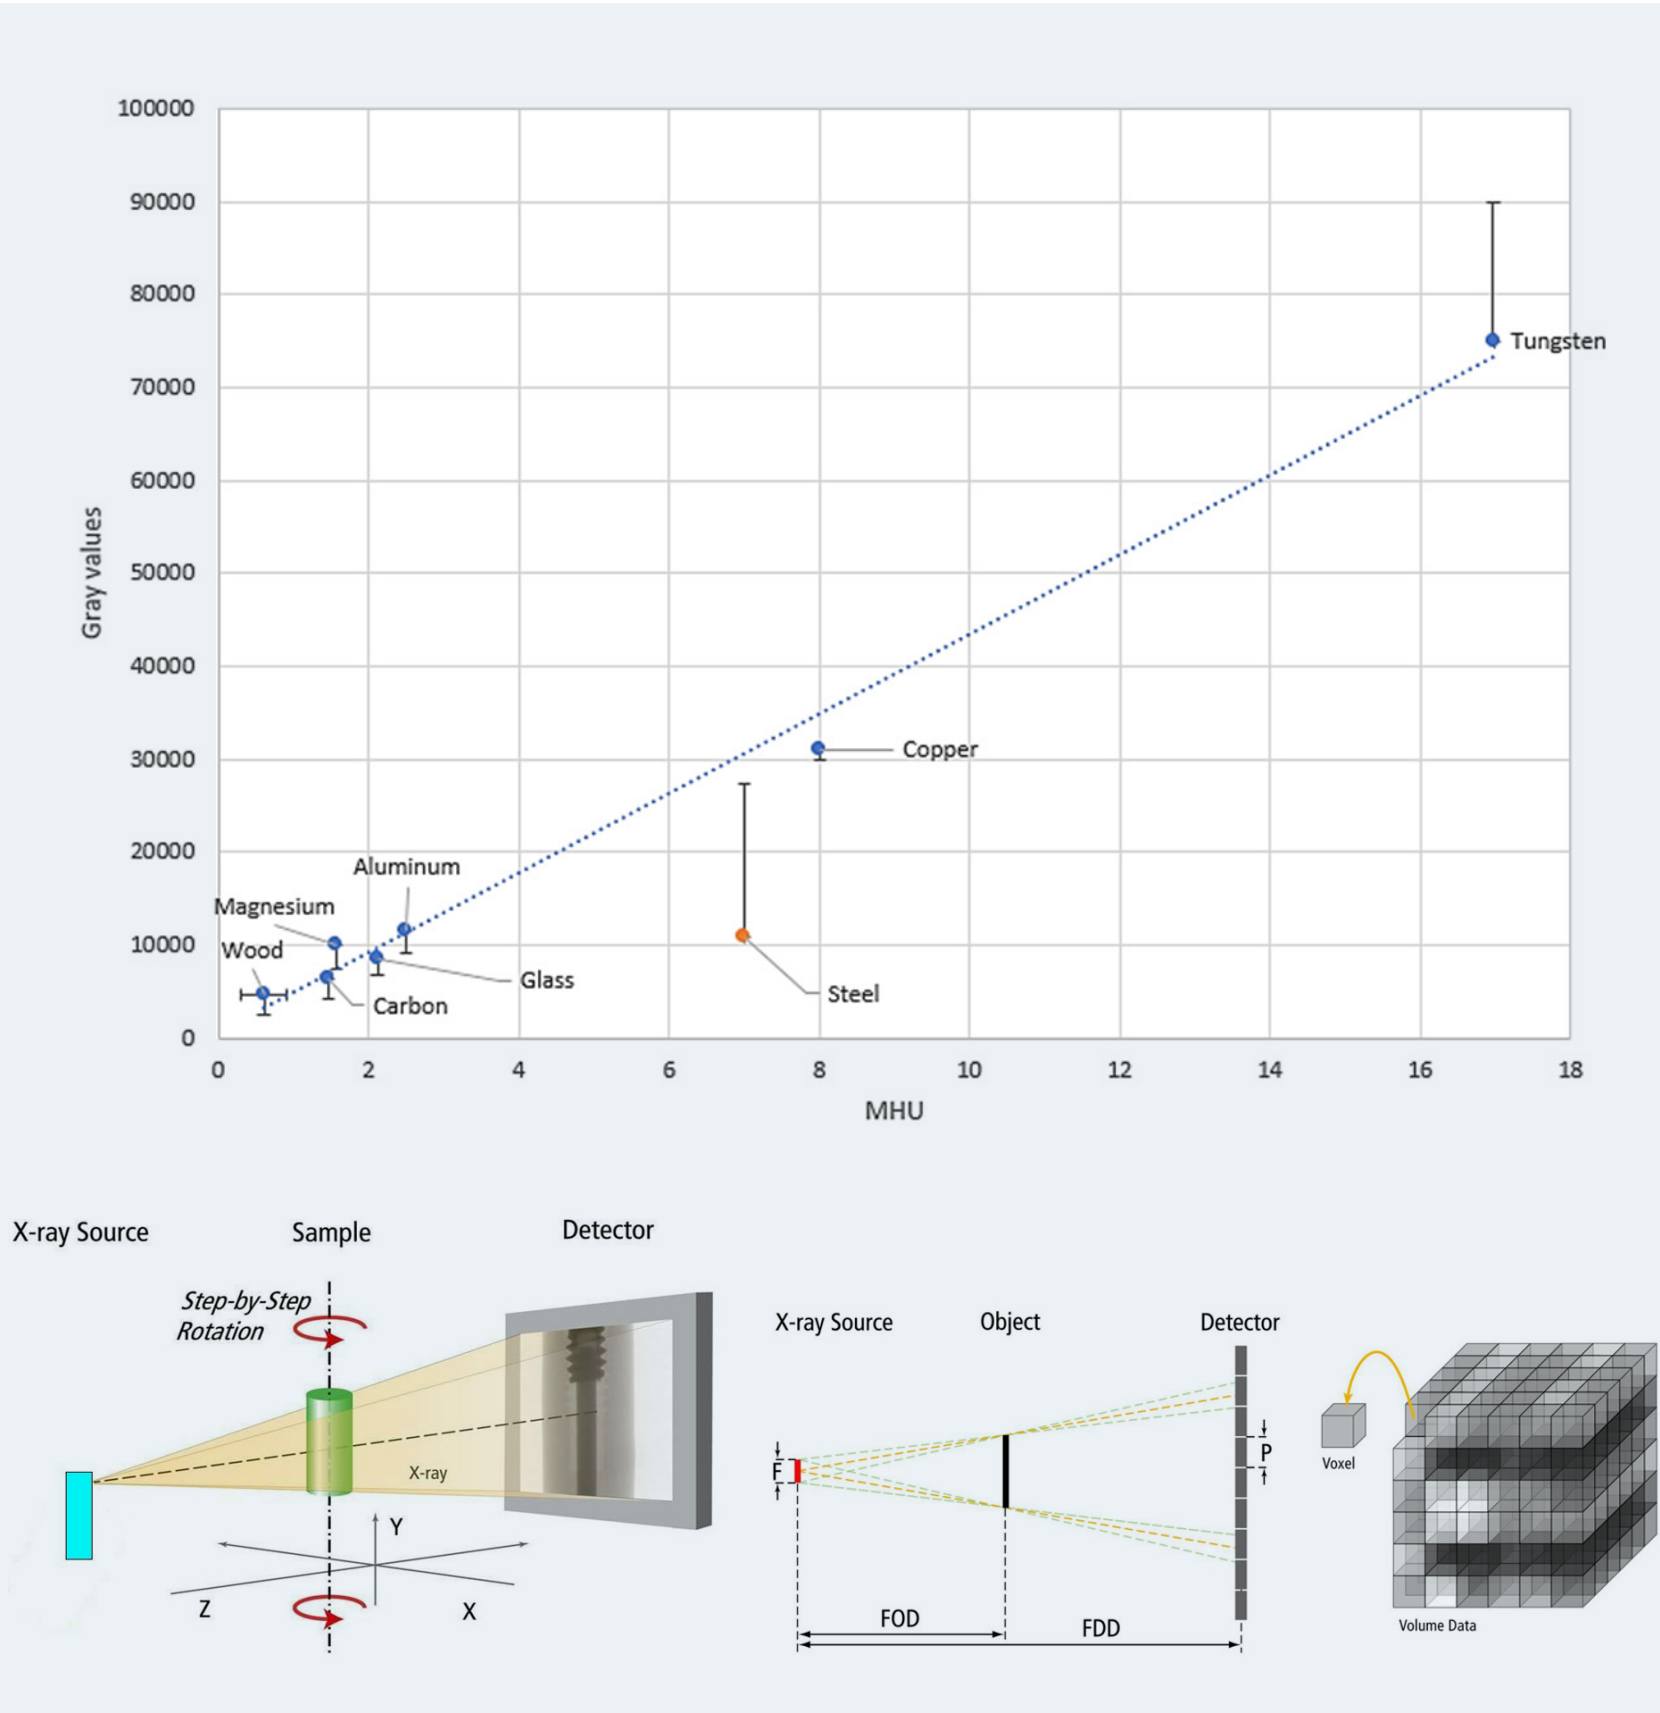 100000
90000
80000
70000
60000
50000
40000
30000
20000
10000
0
Gray values
Tungsten
Copper
Aluminum
Magnesium
Wood
Glass
Steel
Carbon
0 2 4 6 8 10 12 14 16 18
MHU
X-ray Source Sample Detector
Step-by-Step
Rotation
X-ray
Y
Z
X
X-ray Source Object Detector
F
P
FOD
FDD
Voxel
Volume Data